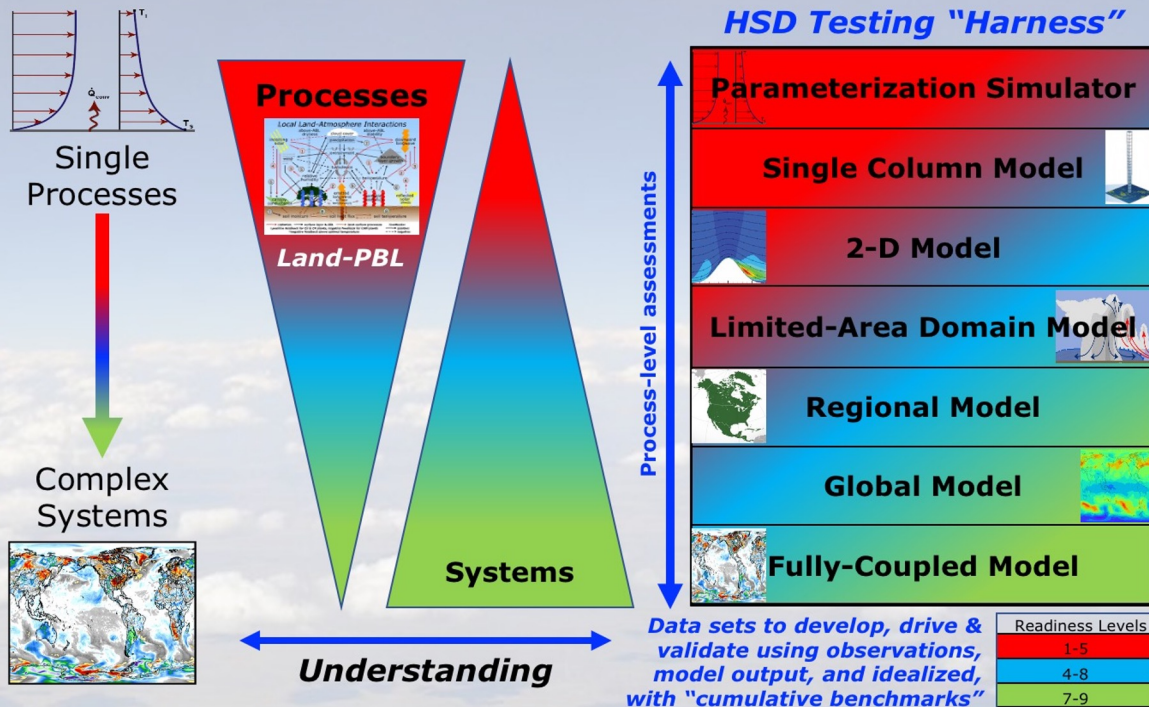 HSD Testing “Harness”
T₁
Q̇conv
Tₛ
Single
Processes
Complex
Systems
Processes
Local Land-Atmosphere Interactions
Land-PBL
Systems
Understanding
Process-level assessments
Parameterization Simulator
Single Column Model
2-D Model
Limited-Area Domain Model
Regional Model
Global Model
Fully-Coupled Model
Data sets to develop, drive &
validate using observations,
model output, and idealized,
with “cumulative benchmarks”
Readiness Levels
1-5
4-8
7-9